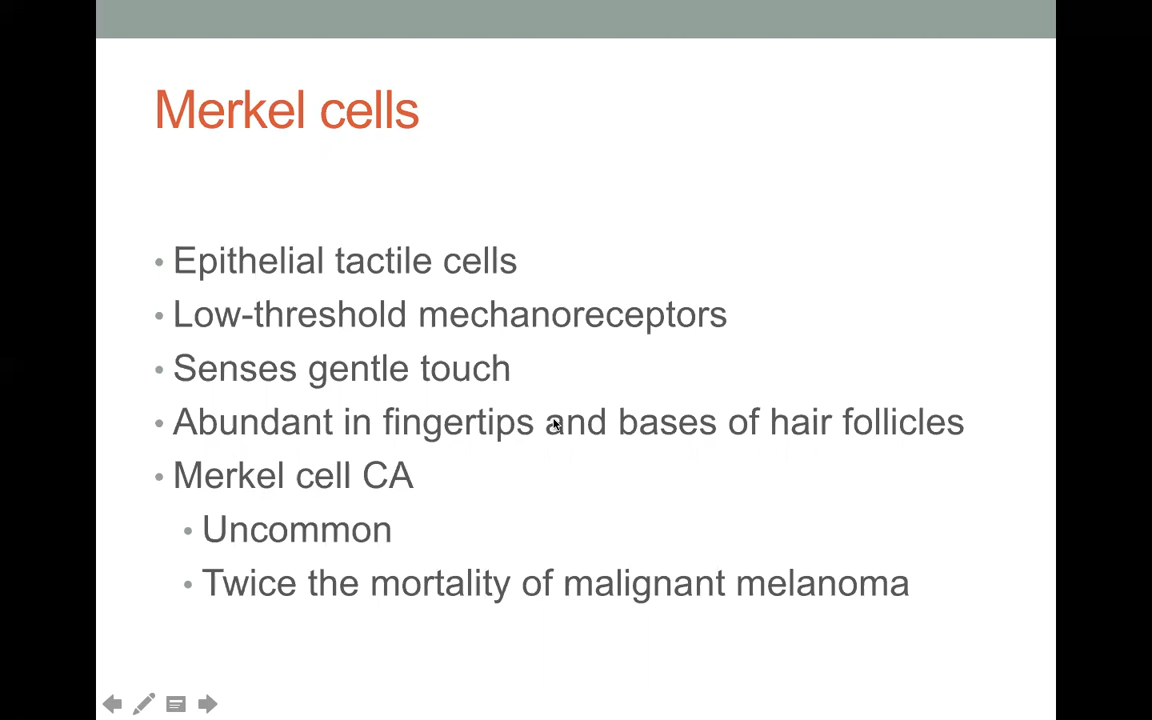 Merkel cells
• Epithelial tactile cells
• Low-threshold mechanoreceptors
• Senses gentle touch
• Abundant in fingertips and bases of hair follicles
• Merkel cell CA
• Uncommon
• Twice the mortality of malignant melanoma